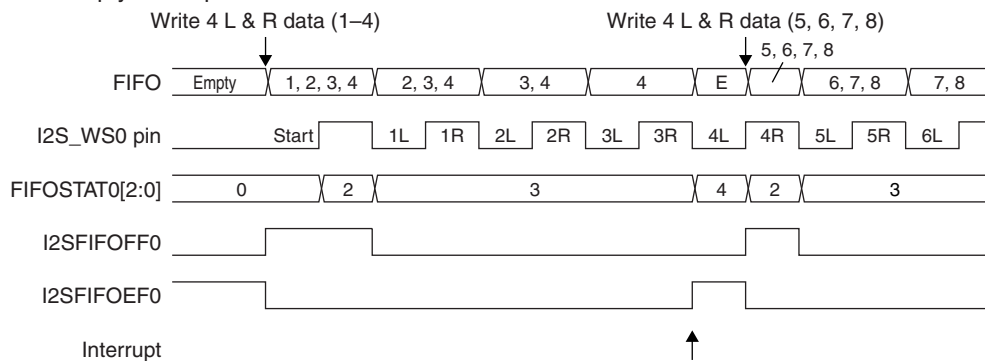 Write 4 L & R data (1–4) Write 4 L & R data (5, 6, 7, 8)
5, 6, 7, 8
FIFO Empty 1, 2, 3, 4 2, 3, 4 3, 4 4 E 6, 7, 8 7, 8
I2S_WS0 pin Start 1L 1R 2L 2R 3L 3R 4L 4R 5L 5R 6L
FIFOSTAT0[2:0] 0 2 3 4 2 3
I2SFIFOFF0
I2SFIFOEF0
Interrupt